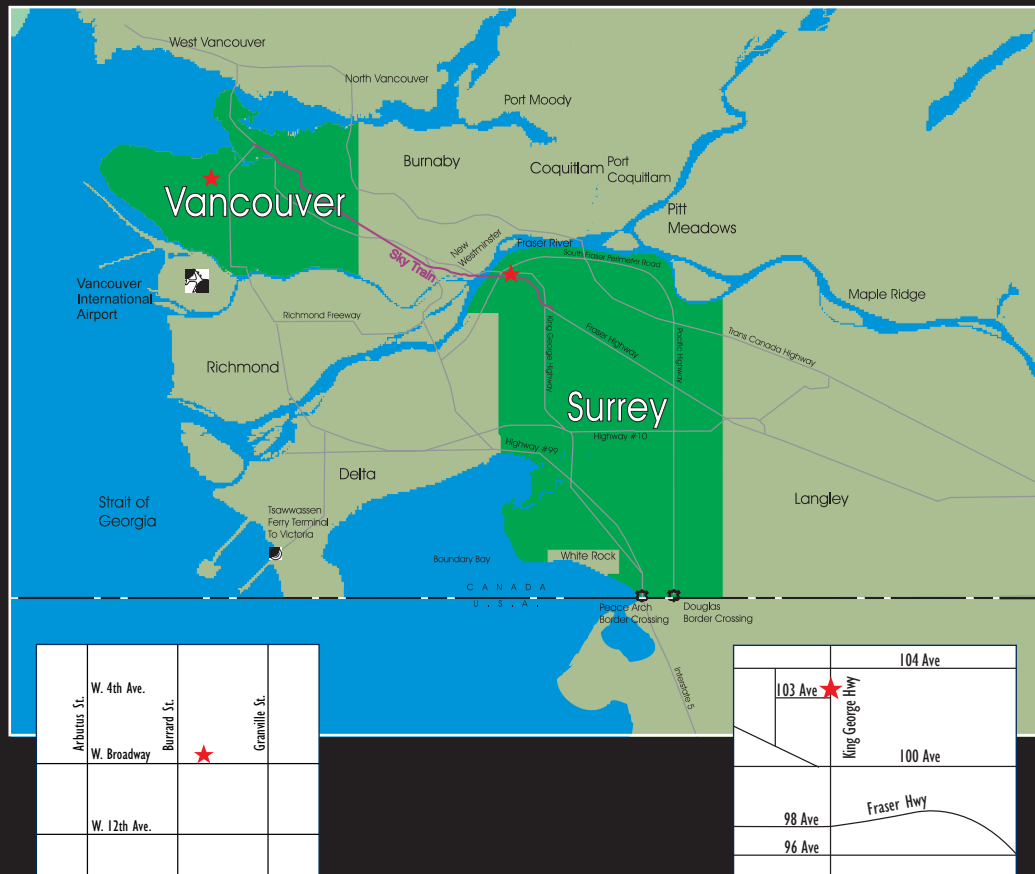 West Vancouver
North Vancouver
Port Moody
Burnaby
Coquitlam
Port
Coquitlam
Vancouver
Pitt
Meadows
New
Westminster
Fraser River
South Fraser Perimeter Road
Sky Train
Vancouver
International
Airport
Maple Ridge
Richmond Freeway
King George Highway
Fraser Highway
Pacific Highway
Trans Canada Highway
Richmond
Surrey
Highway #10
Highway #99
Delta
Strait of
Georgia
Langley
Tsawwassen
Ferry Terminal
To Victoria
Boundary Bay
White Rock
CANADA
U.S.A.
Peace Arch
Border Crossing
Douglas
Border Crossing
Interstate 5
Arbutus St.
W. 4th Ave.
Burrard St.
Granville St.
W. Broadway
W. 12th Ave.
104 Ave
103 Ave
King George Hwy
100 Ave
98 Ave
Fraser Hwy
96 Ave